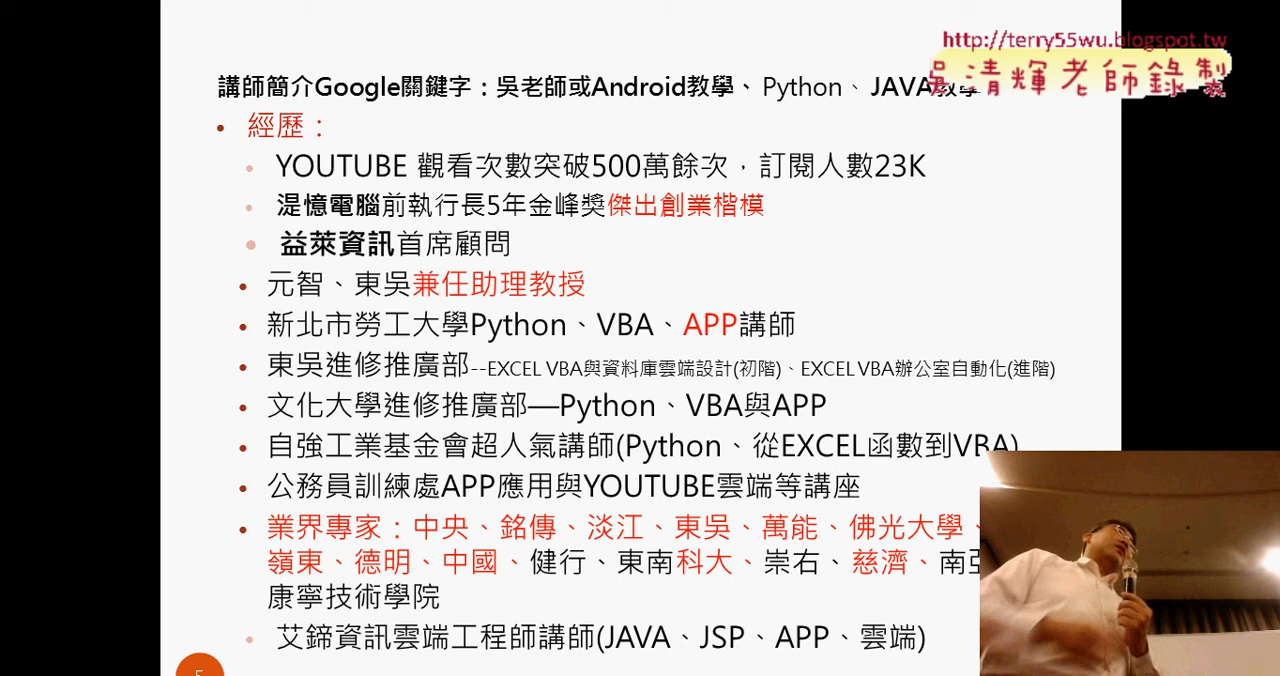 http://terry55wu.blogspot.tw
吳清輝老師錄製
講師簡介Google關鍵字：吳老師或Android教學、Python、JAVA教學
• 經歷：
• YOUTUBE 觀看次數突破500萬餘次，訂閱人數23K
• 湜憶電腦前執行長5年金峰獎傑出創業楷模
• 益萊資訊首席顧問
• 元智、東吳兼任助理教授
• 新北市勞工大學Python、VBA、APP講師
• 東吳進修推廣部--EXCEL VBA與資料庫雲端設計(初階)、EXCEL VBA辦公室自動化(進階)
• 文化大學進修推廣部—Python、VBA與APP
• 自強工業基金會超人氣講師(Python、從EXCEL函數到VBA)
• 公務員訓練處APP應用與YOUTUBE雲端等講座
• 業界專家：中央、銘傳、淡江、東吳、萬能、佛光大學、
嶺東、德明、中國、健行、東南科大、崇右、慈濟、南亞
康寧技術學院
• 艾鍗資訊雲端工程師講師(JAVA、JSP、APP、雲端)
5